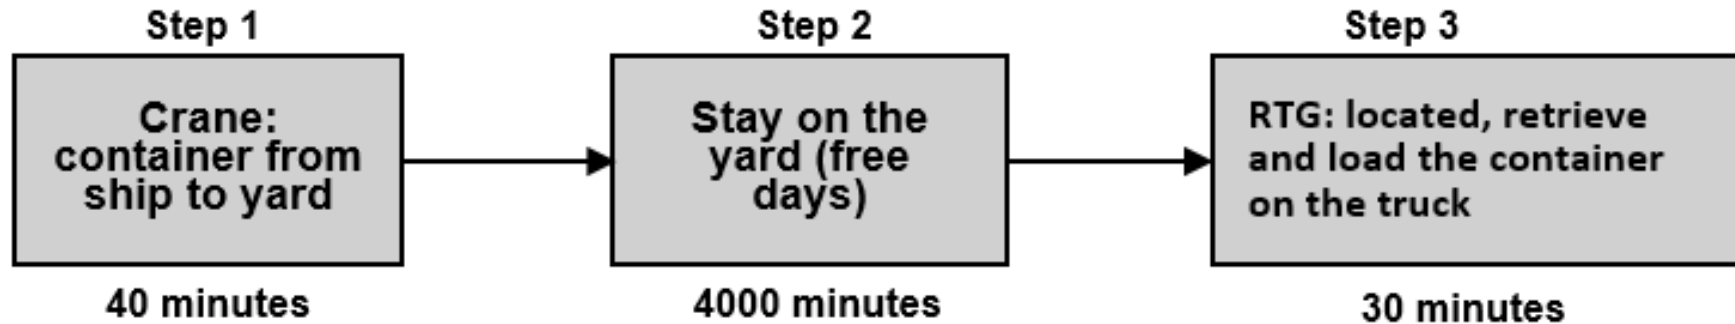 Step 1
Step 2
Step 3
Crane:
container from
ship to yard
Stay on the
yard (free
days)
RTG: located, retrieve
and load the container
on the truck
40 minutes
4000 minutes
30 minutes